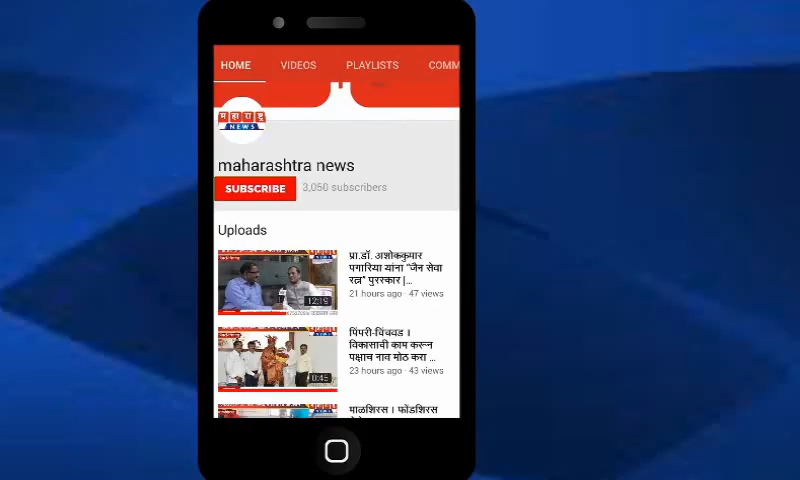 HOME VIDEOS PLAYLISTS COMM
म हा रा ष्ट्र
NEWS
maharashtra news
SUBSCRIBE 3,050 subscribers
Uploads
प्रा.डॉ. अशोककुमार
पगारिया यांना "जैन सेवा
रत्न" पुरस्कार |...
21 hours ago · 47 views
12:19
पिंपरी-चिंचवड ।
विकासावी काम करून
पक्षाच नाव मोठ करा ...
23 hours ago · 43 views
0:45
माळशिरस । फोंडशिरस